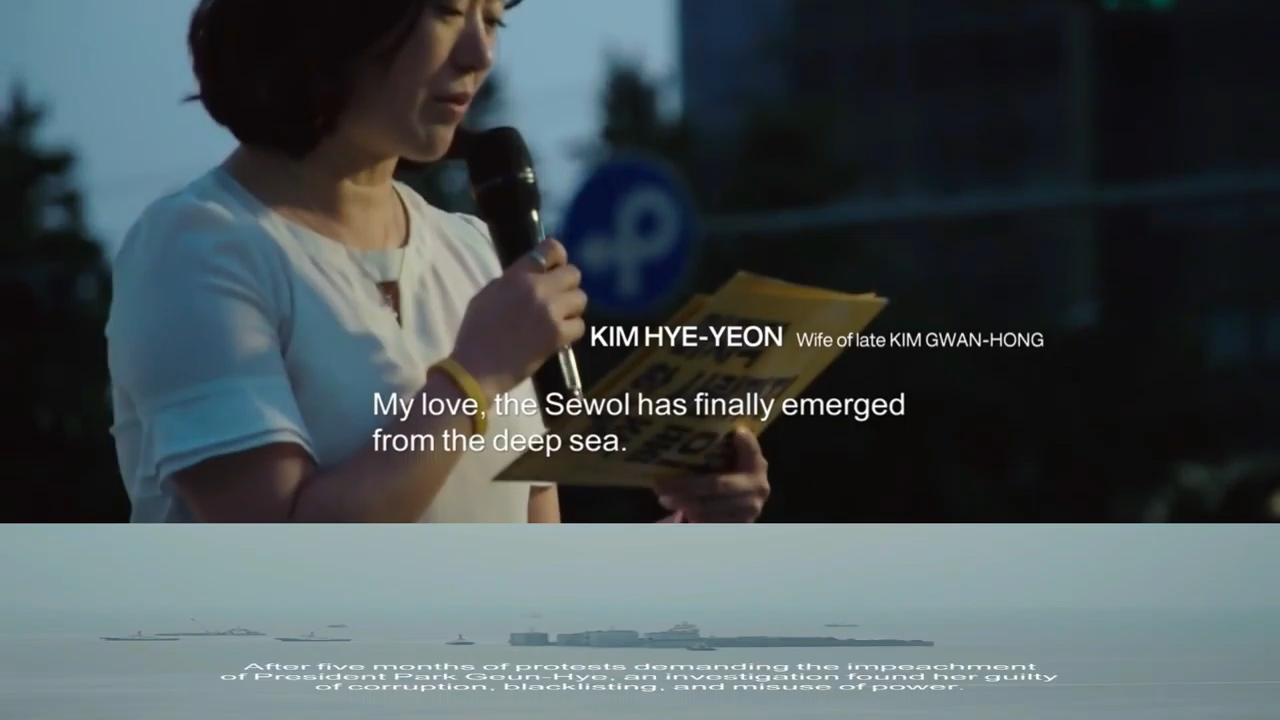 KIM HYE-YEON Wife of late KIM GWAN-HONG
My love, the Sewol has finally emerged
from the deep sea.
After five months of protests demanding the impeachment
of President Park Geun-Hye, an investigation found her guilty
of corruption, blacklisting, and misuse of power.